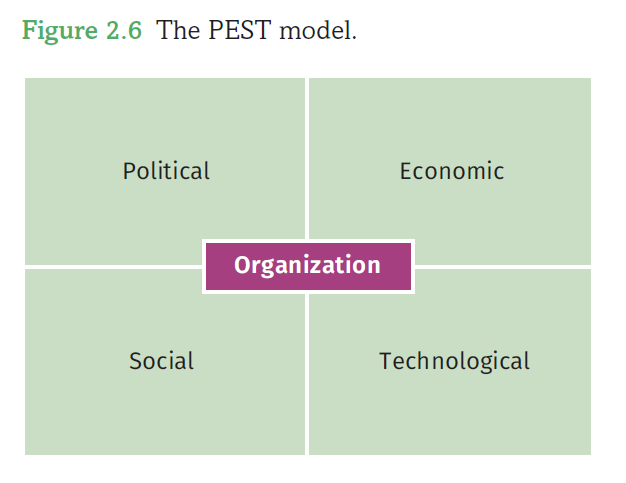 Figure 2.6 The PEST model.
Political
Economic
Organization
Social
Technological